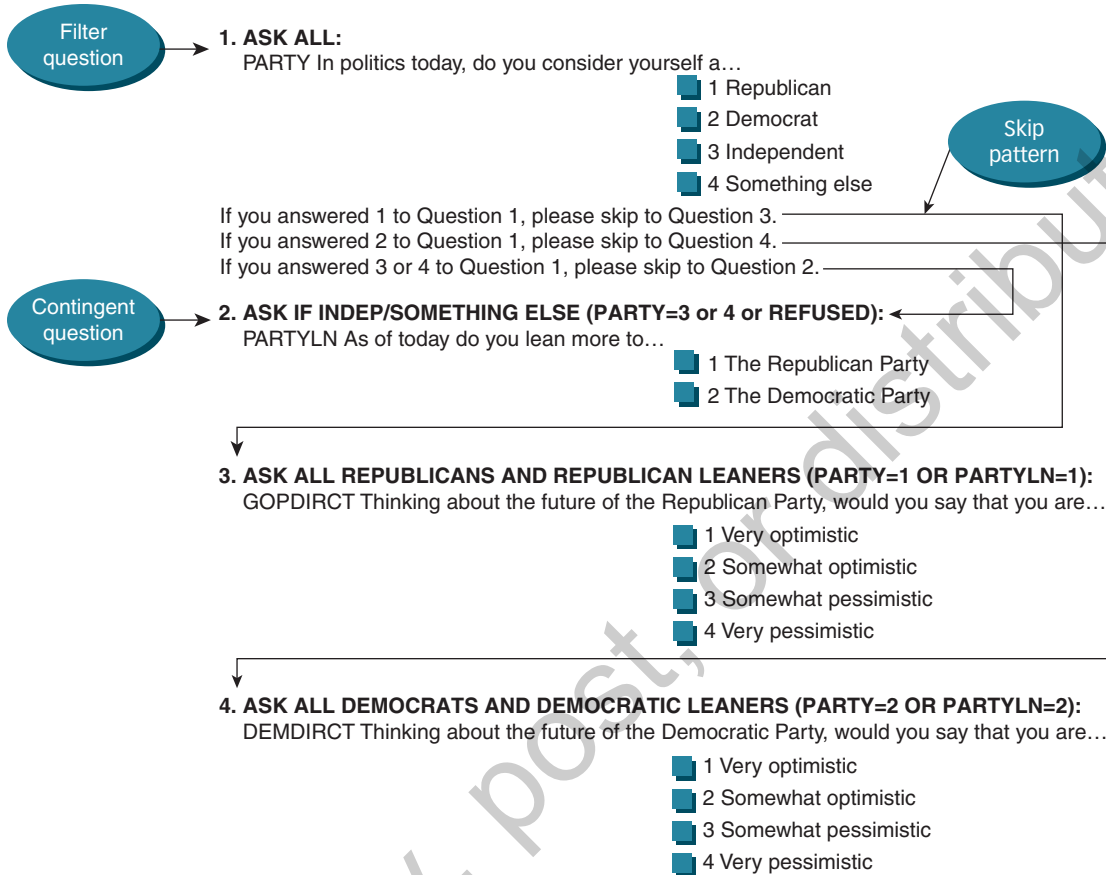 Filter
question
1. ASK ALL:
PARTY In politics today, do you consider yourself a…
1 Republican
2 Democrat
3 Independent
4 Something else
Skip
pattern
If you answered 1 to Question 1, please skip to Question 3.
If you answered 2 to Question 1, please skip to Question 4.
If you answered 3 or 4 to Question 1, please skip to Question 2.
Contingent
question
2. ASK IF INDEP/SOMETHING ELSE (PARTY=3 or 4 or REFUSED):
PARTYLN As of today do you lean more to…
1 The Republican Party
2 The Democratic Party
3. ASK ALL REPUBLICANS AND REPUBLICAN LEANERS (PARTY=1 OR PARTYLN=1):
GOPDIRCT Thinking about the future of the Republican Party, would you say that you are…
1 Very optimistic
2 Somewhat optimistic
3 Somewhat pessimistic
4 Very pessimistic
4. ASK ALL DEMOCRATS AND DEMOCRATIC LEANERS (PARTY=2 OR PARTYLN=2):
DEMDIRCT Thinking about the future of the Democratic Party, would you say that you are…
1 Very optimistic
2 Somewhat optimistic
3 Somewhat pessimistic
4 Very pessimistic
post, or